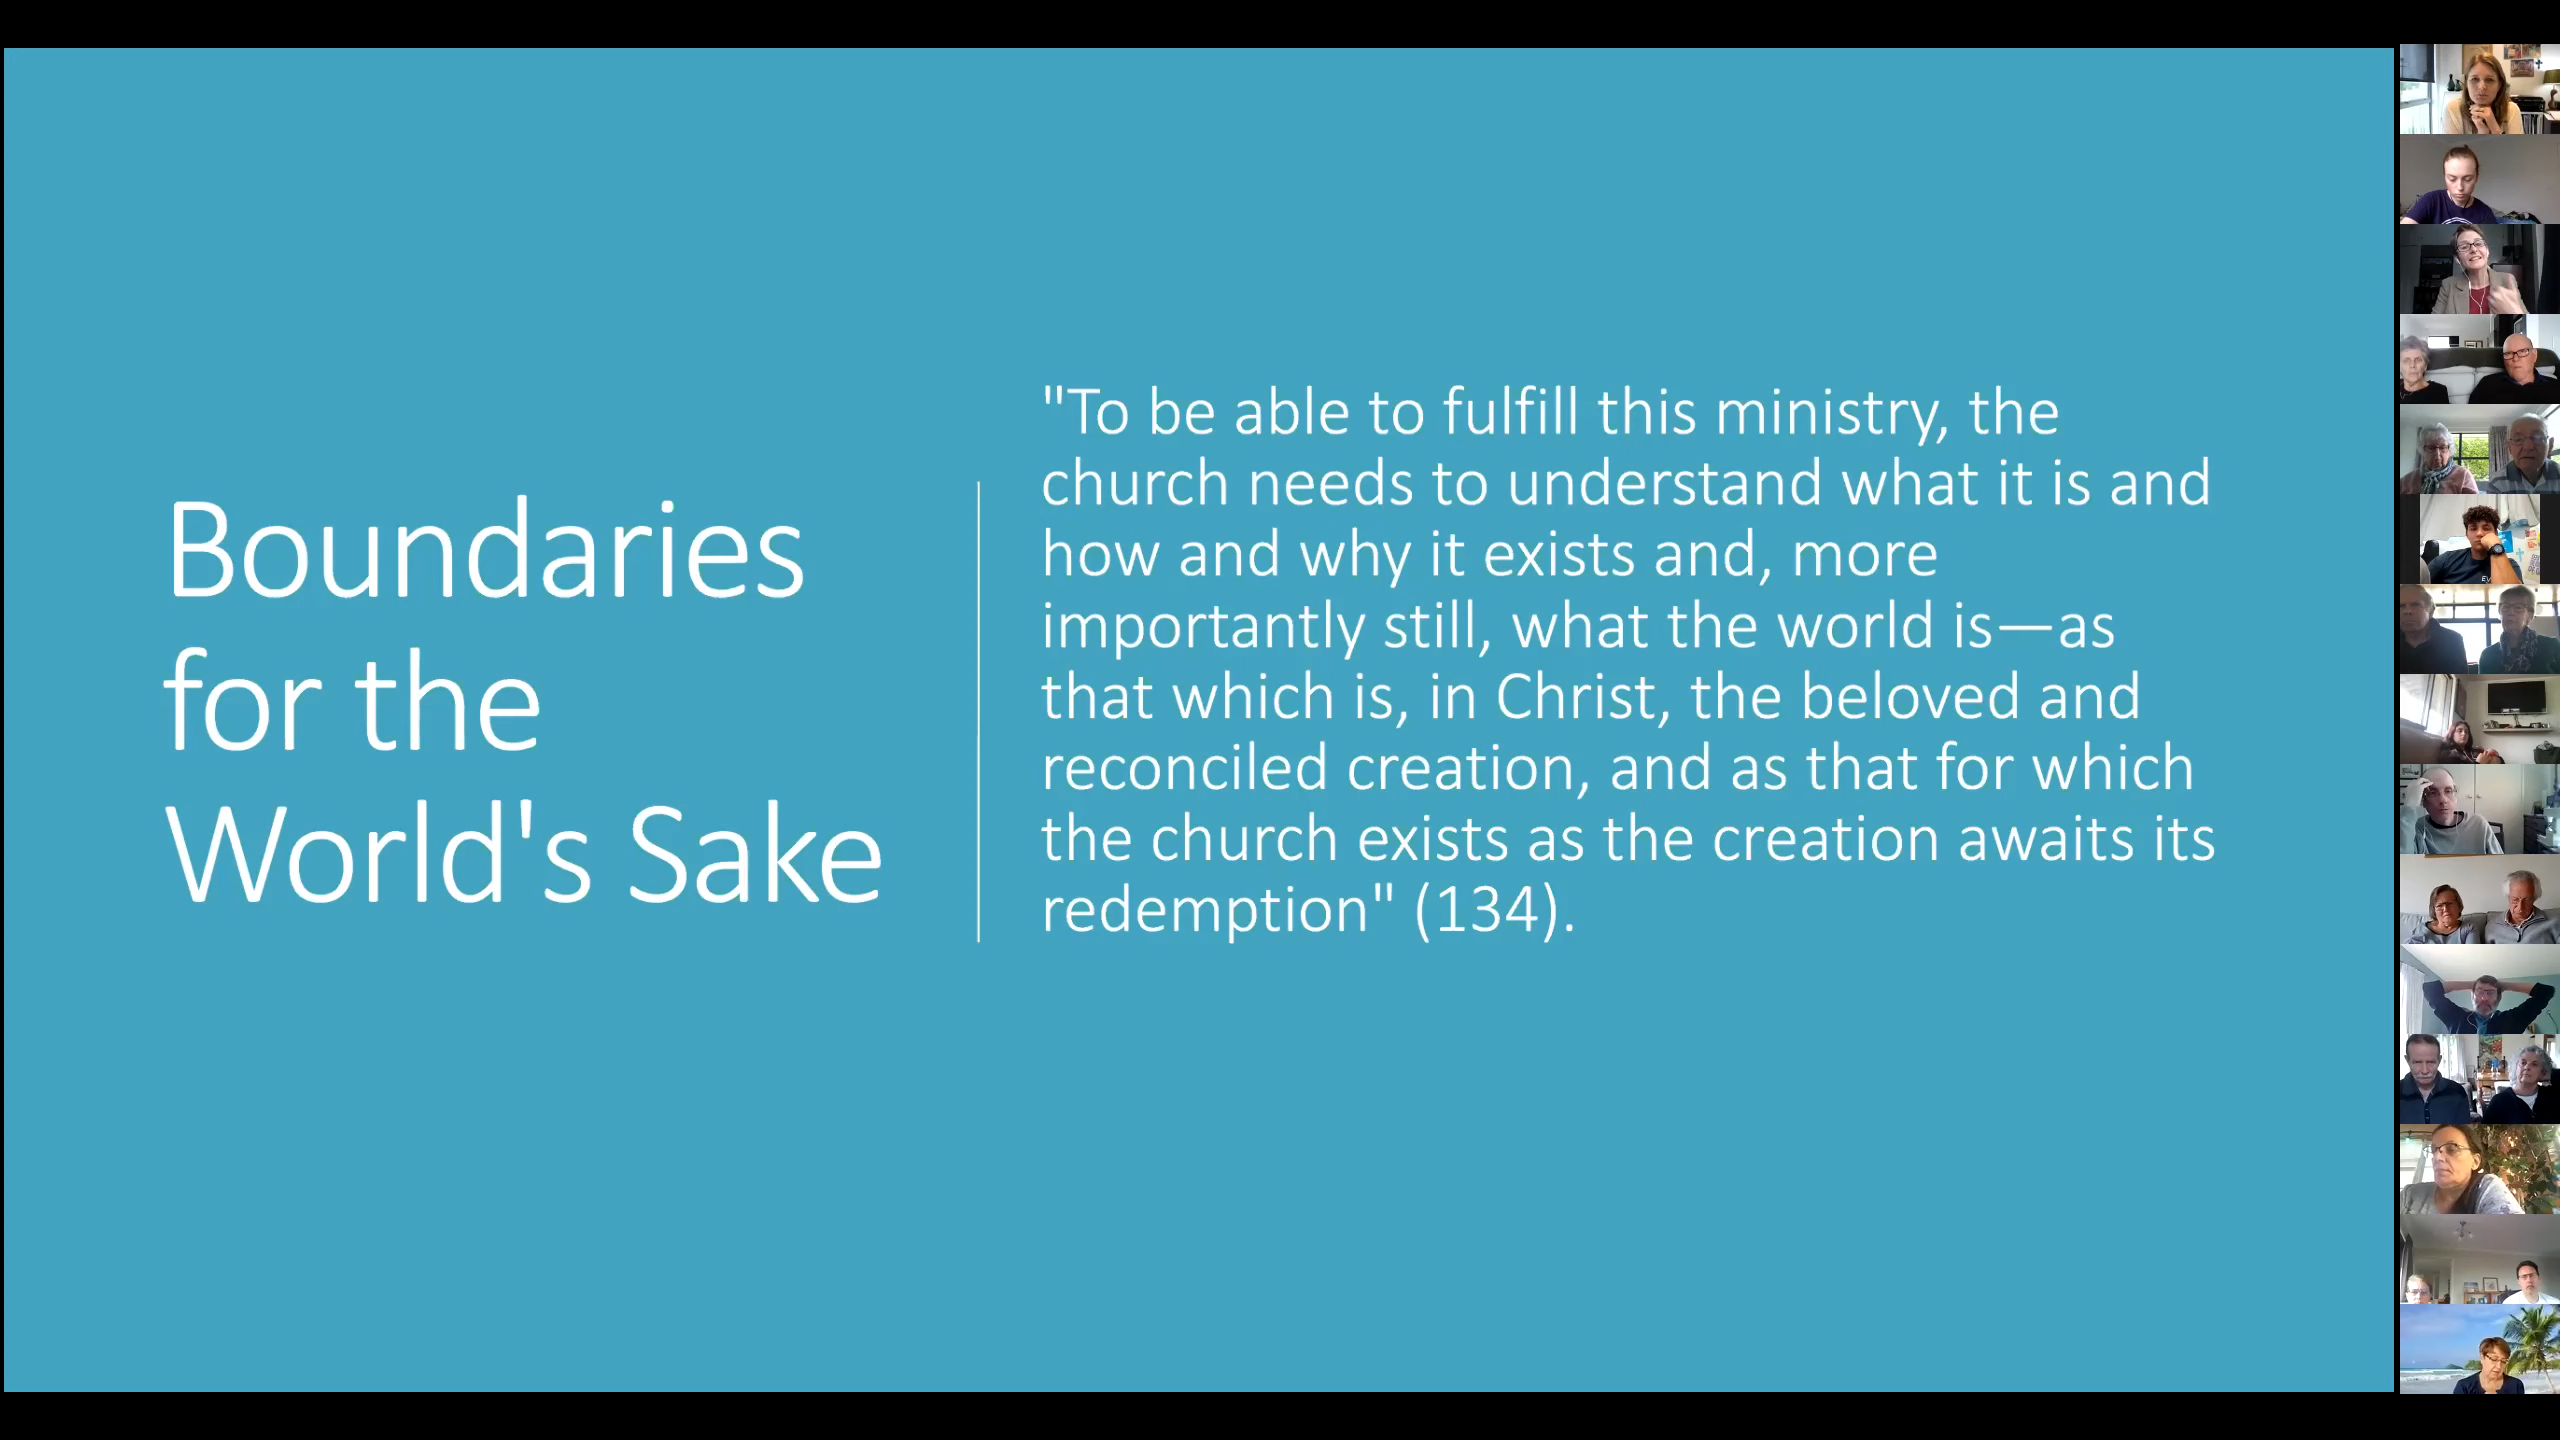 Boundaries
for the
World's Sake
"To be able to fulfill this ministry, the
church needs to understand what it is and
how and why it exists and, more
importantly still, what the world is—as
that which is, in Christ, the beloved and
reconciled creation, and as that for which
the church exists as the creation awaits its
redemption" (134).